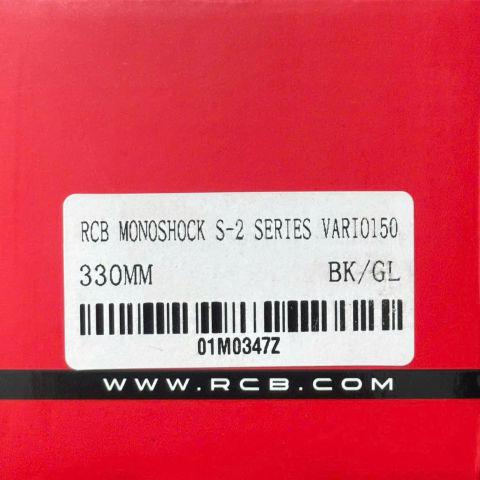 RCB MONOSHOCK S-2 SERIES VARIO150
330MM BK/GL
01M0347Z
WWW.RCB.COM